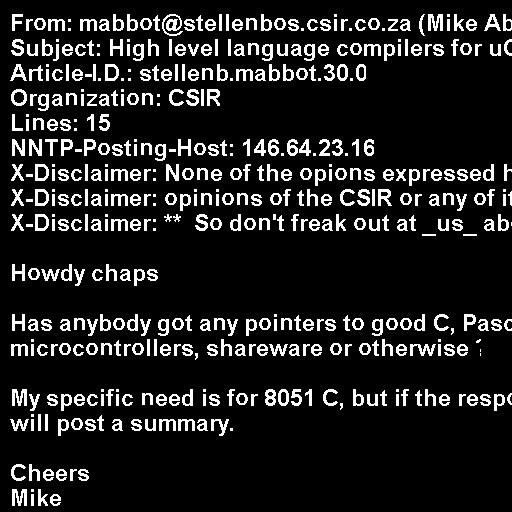 From: mabbot@stellenbos.csir.co.za (Mike Ab
Subject: High level language compilers for uC
Article-I.D.: stellenb.mabbot.30.0
Organization: CSIR
Lines: 15
NNTP-Posting-Host: 146.64.23.16
X-Disclaimer: None of the opions expressed h
X-Disclaimer: opinions of the CSIR or any of it
X-Disclaimer: ** So don't freak out at _us_ ab
Howdy chaps
Has anybody got any pointers to good C, Pasc
microcontrollers, shareware or otherwise ?
My specific need is for 8051 C, but if the respo
will post a summary.
Cheers
Mike